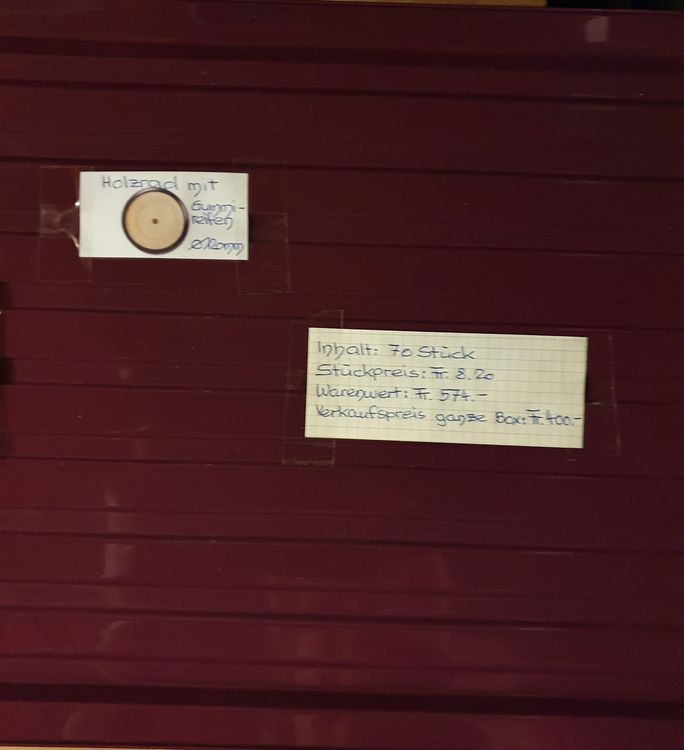 Holzrad mit
Gummi-
reifen
⌀120mm
Inhalt: 70 Stück
Stückpreis: Fr. 8.20
Warenwert: Fr. 574.-
Verkaufspreis ganze Box: Fr. 400.-